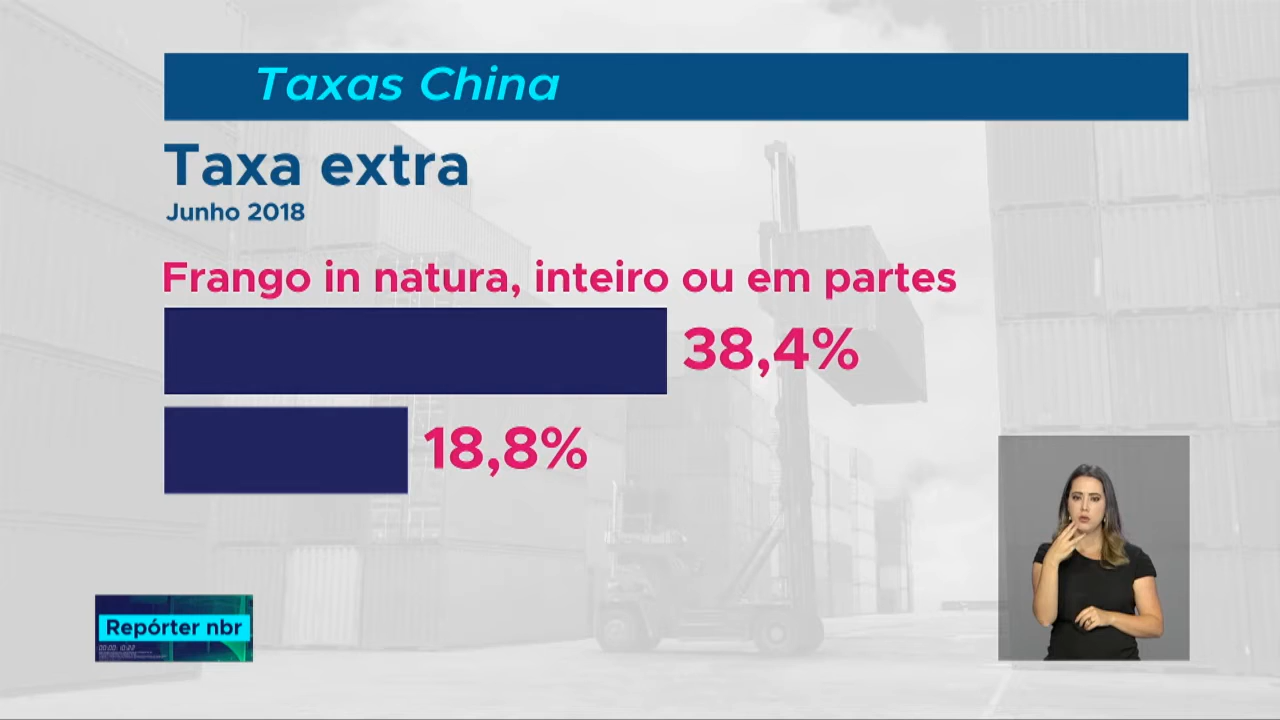 Taxas China
Taxa extra
Junho 2018
Frango in natura, inteiro ou em partes
38,4%
18,8%
Repórter nbr